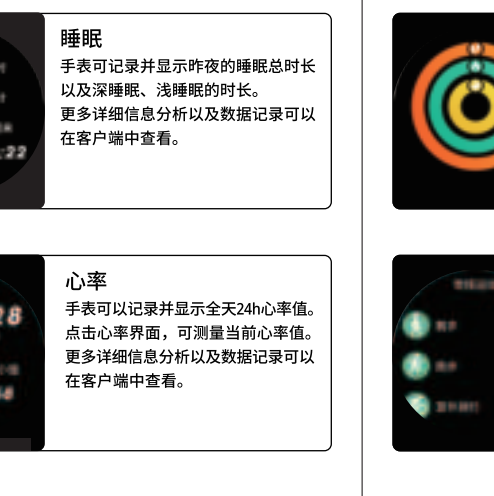 睡眠
手表可记录并显示昨夜的睡眠总时长
以及深睡眠、浅睡眠的时长。
更多详细信息分析以及数据记录可以
在客户端中查看。
心率
手表可以记录并显示全天24h心率值。
点击心率界面，可测量当前心率值。
更多详细信息分析以及数据记录可以
在客户端中查看。